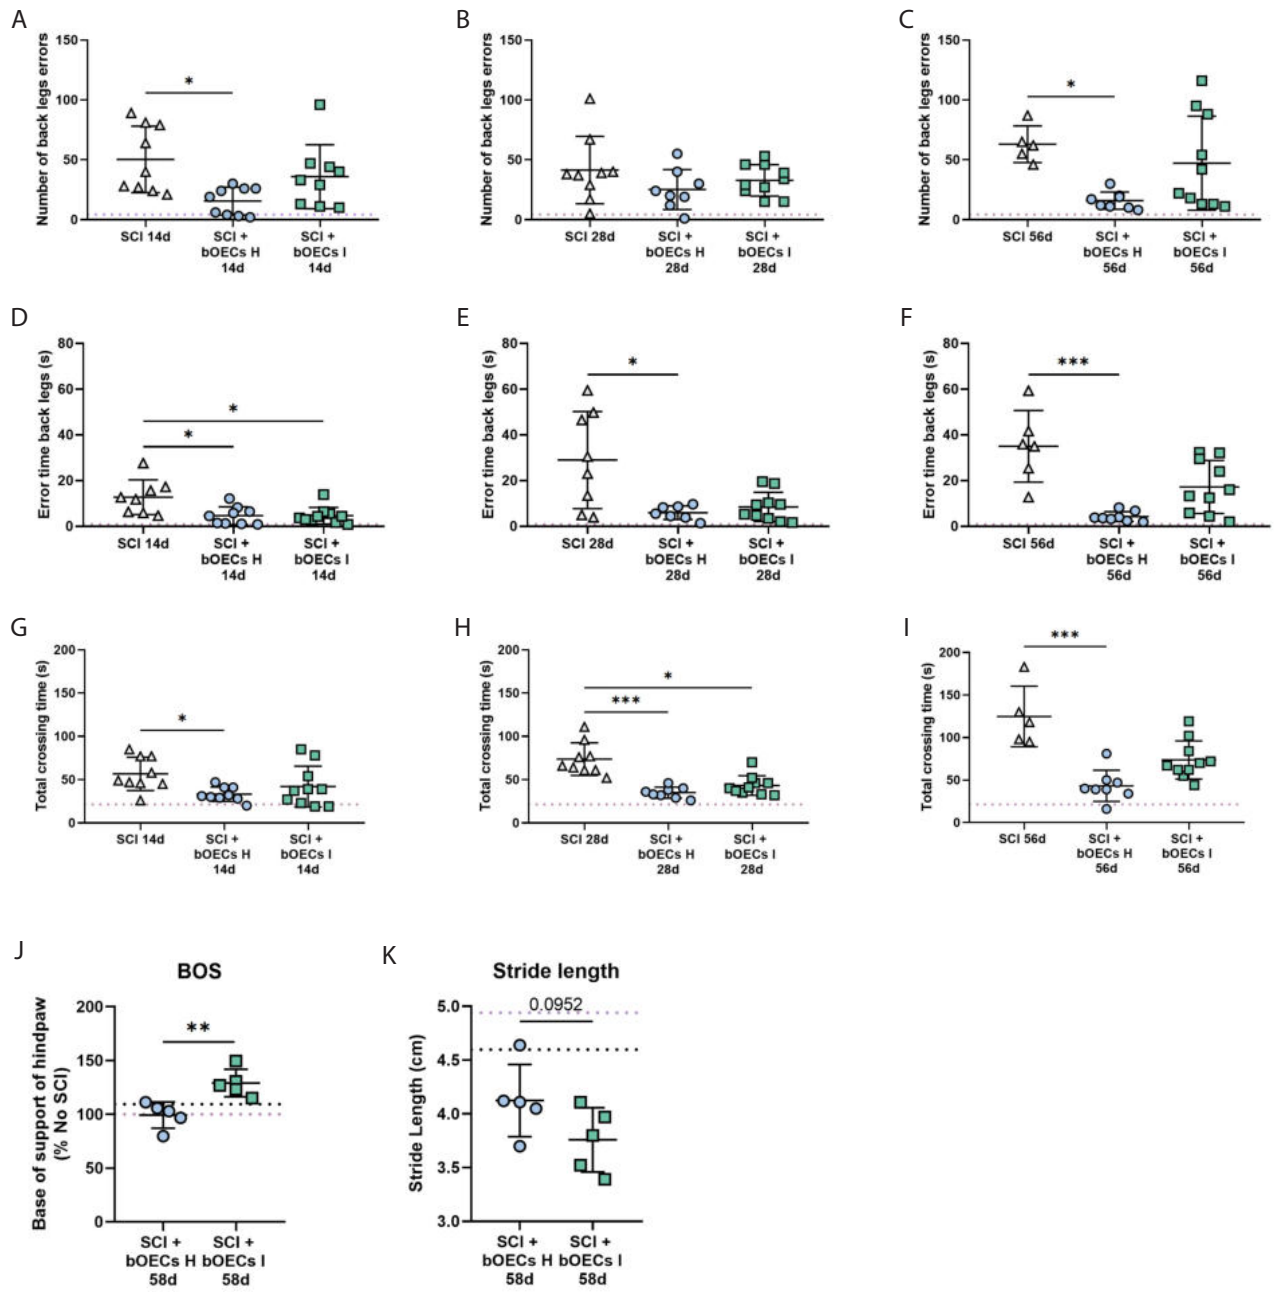 A
Number of back legs errors
150
100
50
0
*
SCI 14d
SCI +
bOECs H
14d
SCI +
bOECs I
14d
B
Number of back legs errors
150
100
50
0
SCI 28d
SCI +
bOECs H
28d
SCI +
bOECs I
28d
C
Number of back legs errors
150
100
50
0
*
SCI 56d
SCI +
bOECs H
56d
SCI +
bOECs I
56d
D
Error time back legs (s)
80
60
40
20
0
*
*
SCI 14d
SCI +
bOECs H
14d
SCI +
bOECs I
14d
E
Error time back legs (s)
80
60
40
20
0
*
SCI 28d
SCI +
bOECs H
28d
SCI +
bOECs I
28d
F
Error time back legs (s)
80
60
40
20
0
***
SCI 56d
SCI +
bOECs H
56d
SCI +
bOECs I
56d
G
Total crossing time (s)
200
150
100
50
0
*
SCI 14d
SCI +
bOECs H
14d
SCI +
bOECs I
14d
H
Total crossing time (s)
200
150
100
50
0
*
***
SCI 28d
SCI +
bOECs H
28d
SCI +
bOECs I
28d
I
Total crossing time (s)
200
150
100
50
0
***
SCI 56d
SCI +
bOECs H
56d
SCI +
bOECs I
56d
J
BOS
Base of support of hindpaw
(% No SCI)
200
150
100
50
0
**
SCI +
bOECs H
58d
SCI +
bOECs I
58d
K
Stride length
Stride Length (cm)
5.0
4.5
4.0
3.5
3.0
0.0952
SCI +
bOECs H
58d
SCI +
bOECs I
58d